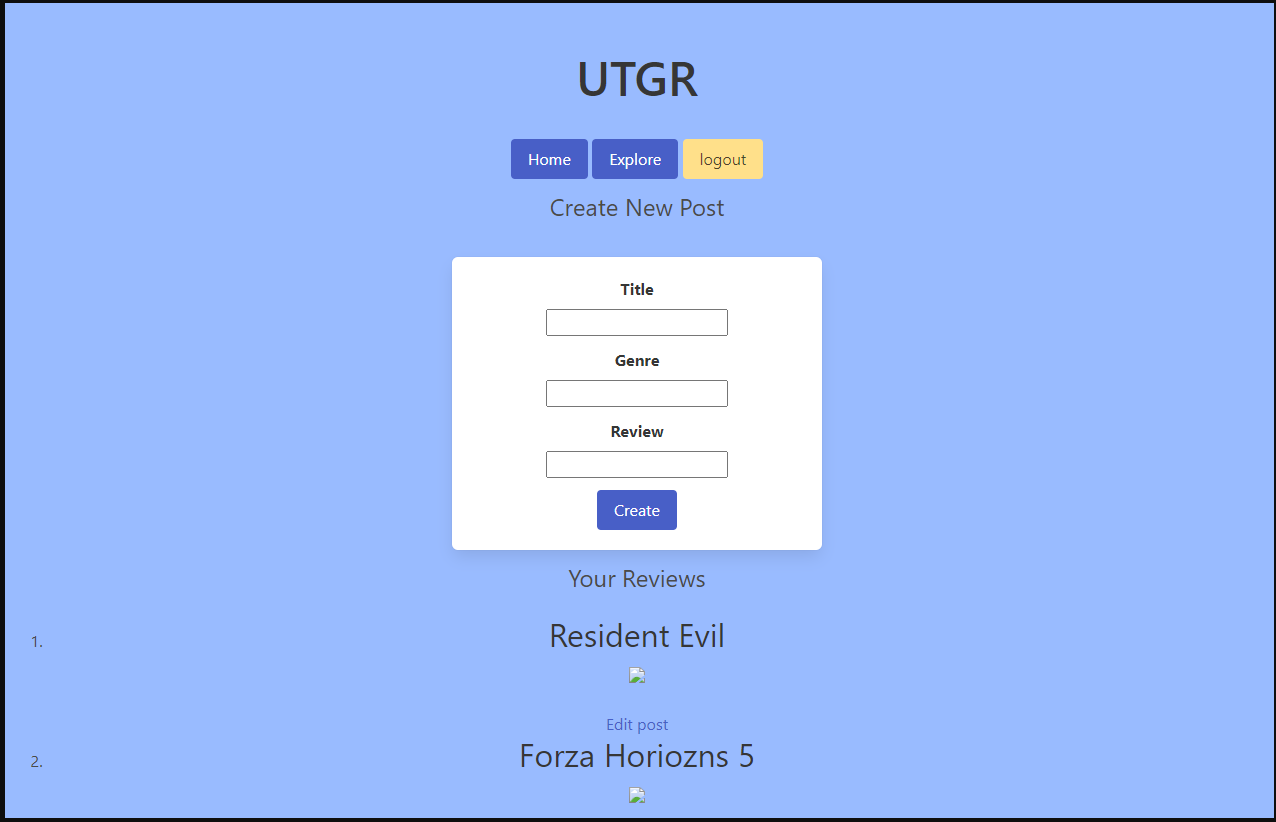 UTGR
Home Explore logout
Create New Post
Title
Genre
Review
Create
Your Reviews
1. Resident Evil
Edit post
2. Forza Horiozns 5